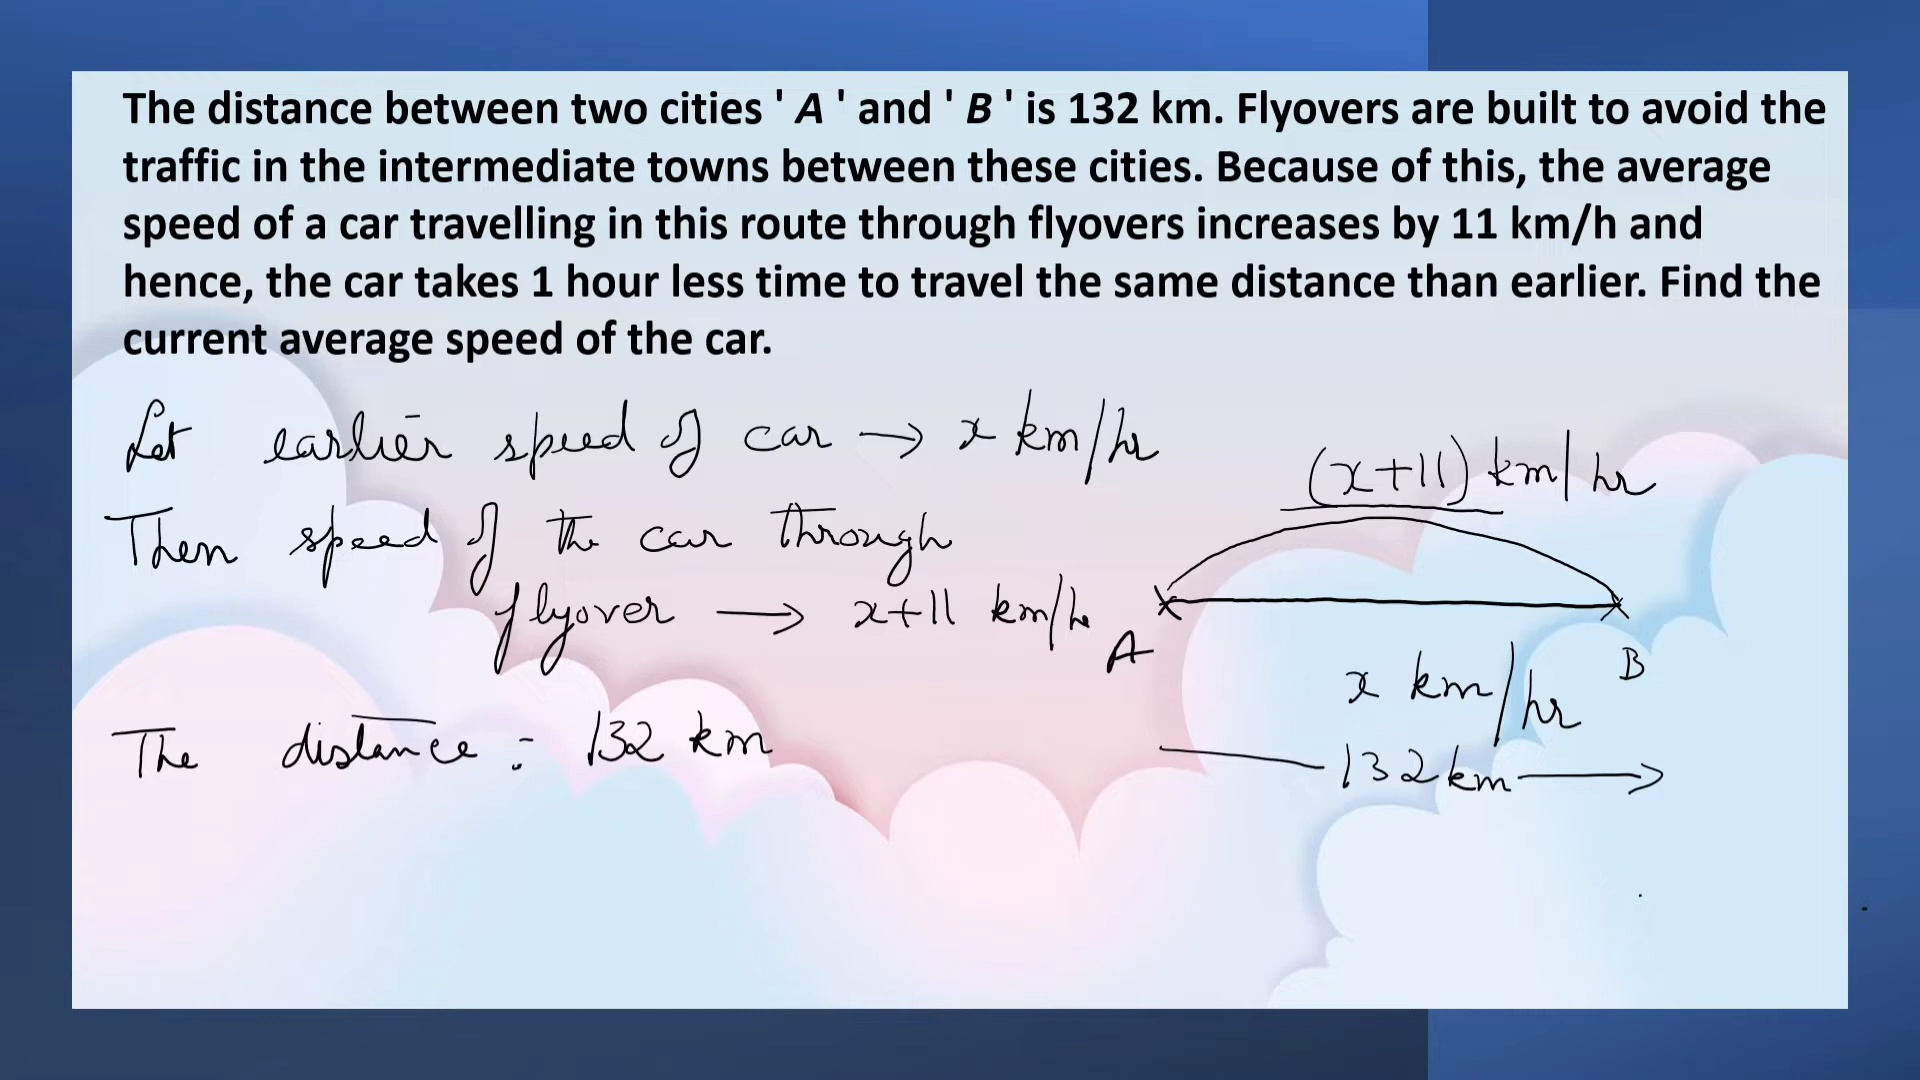 The distance between two cities ' A ' and ' B ' is 132 km. Flyovers are built to avoid the
traffic in the intermediate towns between these cities. Because of this, the average
speed of a car travelling in this route through flyovers increases by 11 km/h and
hence, the car takes 1 hour less time to travel the same distance than earlier. Find the
current average speed of the car.
Let earlier speed of car → x km/hr
Then speed of the car through
flyover → x+11 km/hr
The distance = 132 km
(x+11) km/hr
A
B
x km/hr
132 km